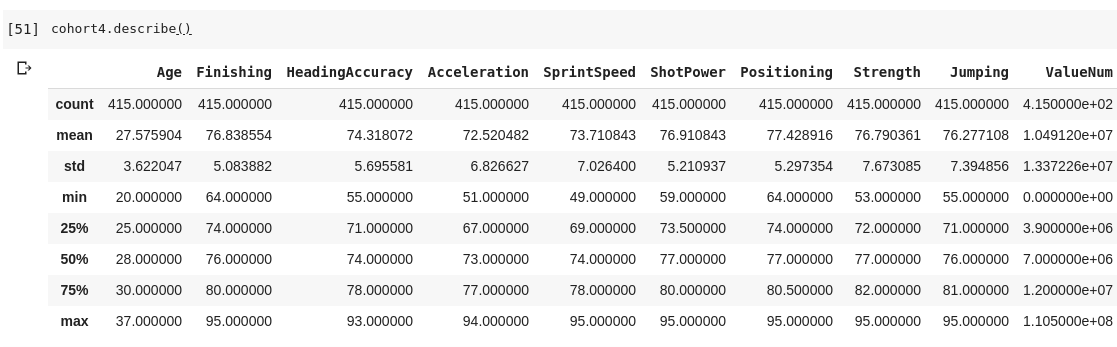 [51] cohort4.describe()
Age Finishing HeadingAccuracy Acceleration SprintSpeed ShotPower Positioning Strength Jumping ValueNum
count 415.000000 415.000000 415.000000 415.000000 415.000000 415.000000 415.000000 415.000000 415.000000 4.150000e+02
mean 27.575904 76.838554 74.318072 72.520482 73.710843 76.910843 77.428916 76.790361 76.277108 1.049120e+07
std 3.622047 5.083882 5.695581 6.826627 7.026400 5.210937 5.297354 7.673085 7.394856 1.337226e+07
min 20.000000 64.000000 55.000000 51.000000 49.000000 59.000000 64.000000 53.000000 55.000000 0.000000e+00
25% 25.000000 74.000000 71.000000 67.000000 69.000000 73.500000 74.000000 72.000000 71.000000 3.900000e+06
50% 28.000000 76.000000 74.000000 73.000000 74.000000 77.000000 77.000000 77.000000 76.000000 7.000000e+06
75% 30.000000 80.000000 78.000000 77.000000 78.000000 80.000000 80.500000 82.000000 81.000000 1.200000e+07
max 37.000000 95.000000 93.000000 94.000000 95.000000 95.000000 95.000000 95.000000 95.000000 1.105000e+08